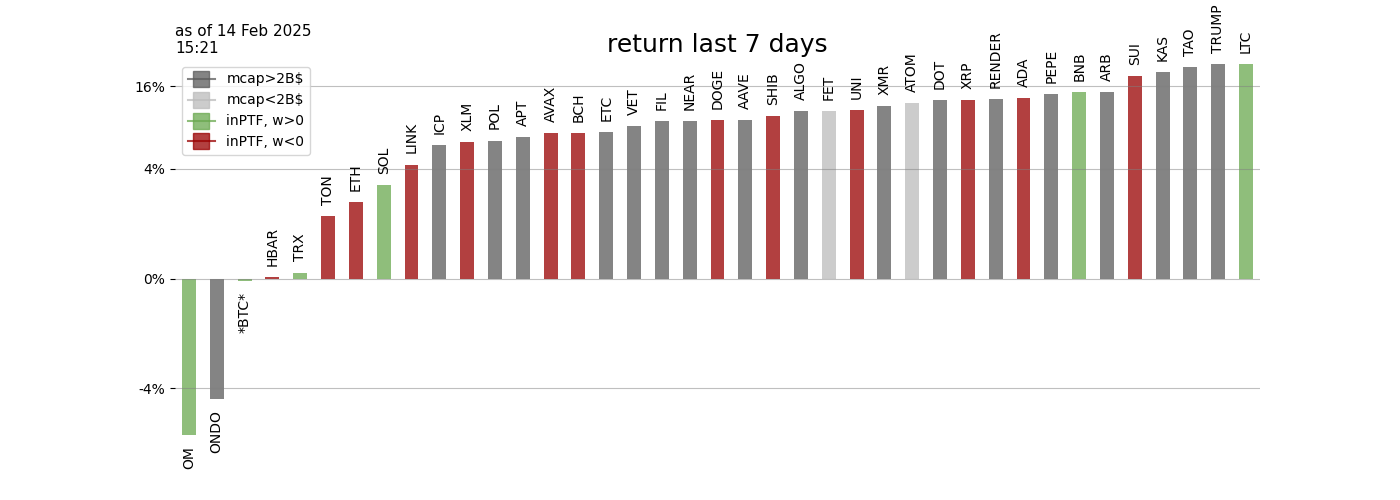 as of 14 Feb 2025
15:21
return last 7 days
mcap>2B$
mcap<2B$
inPTF, w>0
inPTF, w<0
16%
4%
0%
-4%
OM
ONDO
*BTC*
HBAR
TRX
TON
ETH
SOL
LINK
ICP
XLM
POL
APT
AVAX
BCH
ETC
VET
FIL
NEAR
DOGE
AAVE
SHIB
ALGO
FET
UNI
XMR
ATOM
DOT
XRP
RENDER
ADA
PEPE
BNB
ARB
SUI
KAS
TAO
TRUMP
LTC